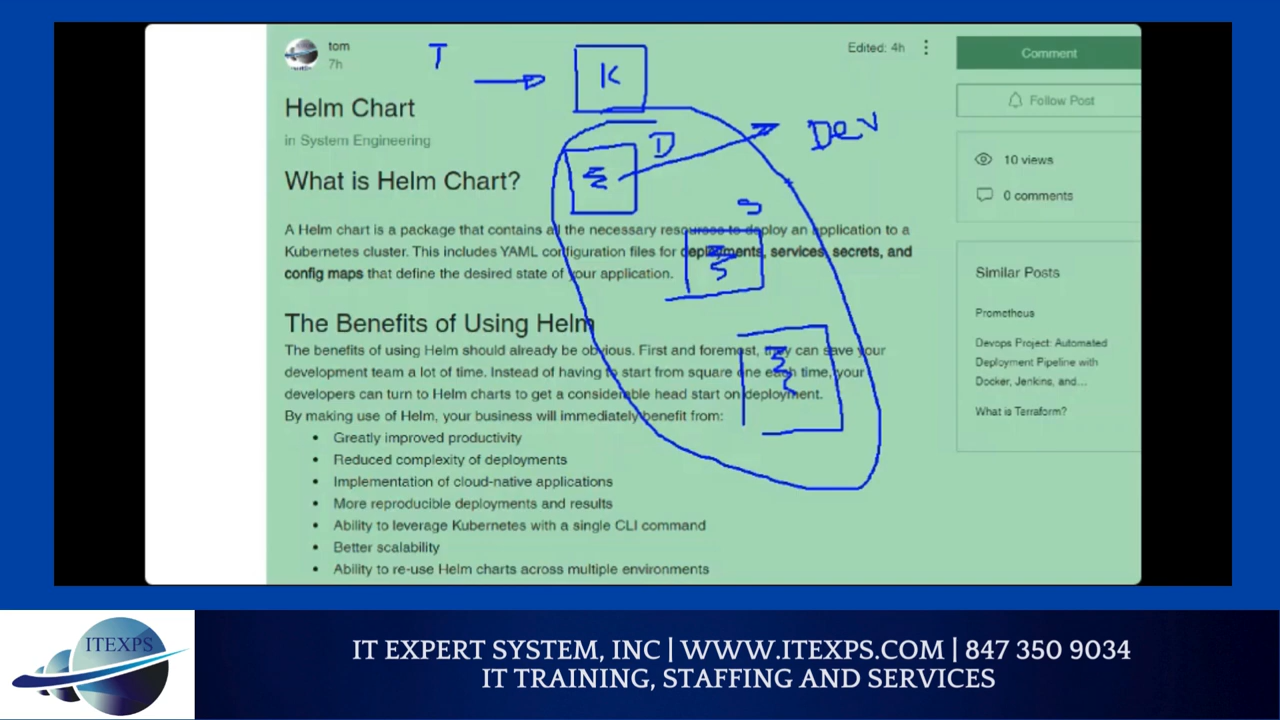 tom
7h
Edited: 4h
T
K
Helm Chart
in System Engineering
What is Helm Chart?
D
Dev
S
A Helm chart is a package that contains all the necessary resources to deploy an application to a
Kubernetes cluster. This includes YAML configuration files for deployments, services, secrets, and
config maps that define the desired state of your application.
The Benefits of Using Helm
The benefits of using Helm should already be obvious. First and foremost, they can save your
development team a lot of time. Instead of having to start from square one each time, your
developers can turn to Helm charts to get a considerable head start on deployment.
By making use of Helm, your business will immediately benefit from:
• Greatly improved productivity
• Reduced complexity of deployments
• Implementation of cloud-native applications
• More reproducible deployments and results
• Ability to leverage Kubernetes with a single CLI command
• Better scalability
• Ability to re-use Helm charts across multiple environments
Comment
Follow Post
10 views
0 comments
Similar Posts
Prometheus
Devops Project: Automated
Deployment Pipeline with
Docker, Jenkins, and...
What is Terraform?
ITEXPS
IT EXPERT SYSTEM, INC | WWW.ITEXPS.COM | 847 350 9034
IT TRAINING, STAFFING AND SERVICES